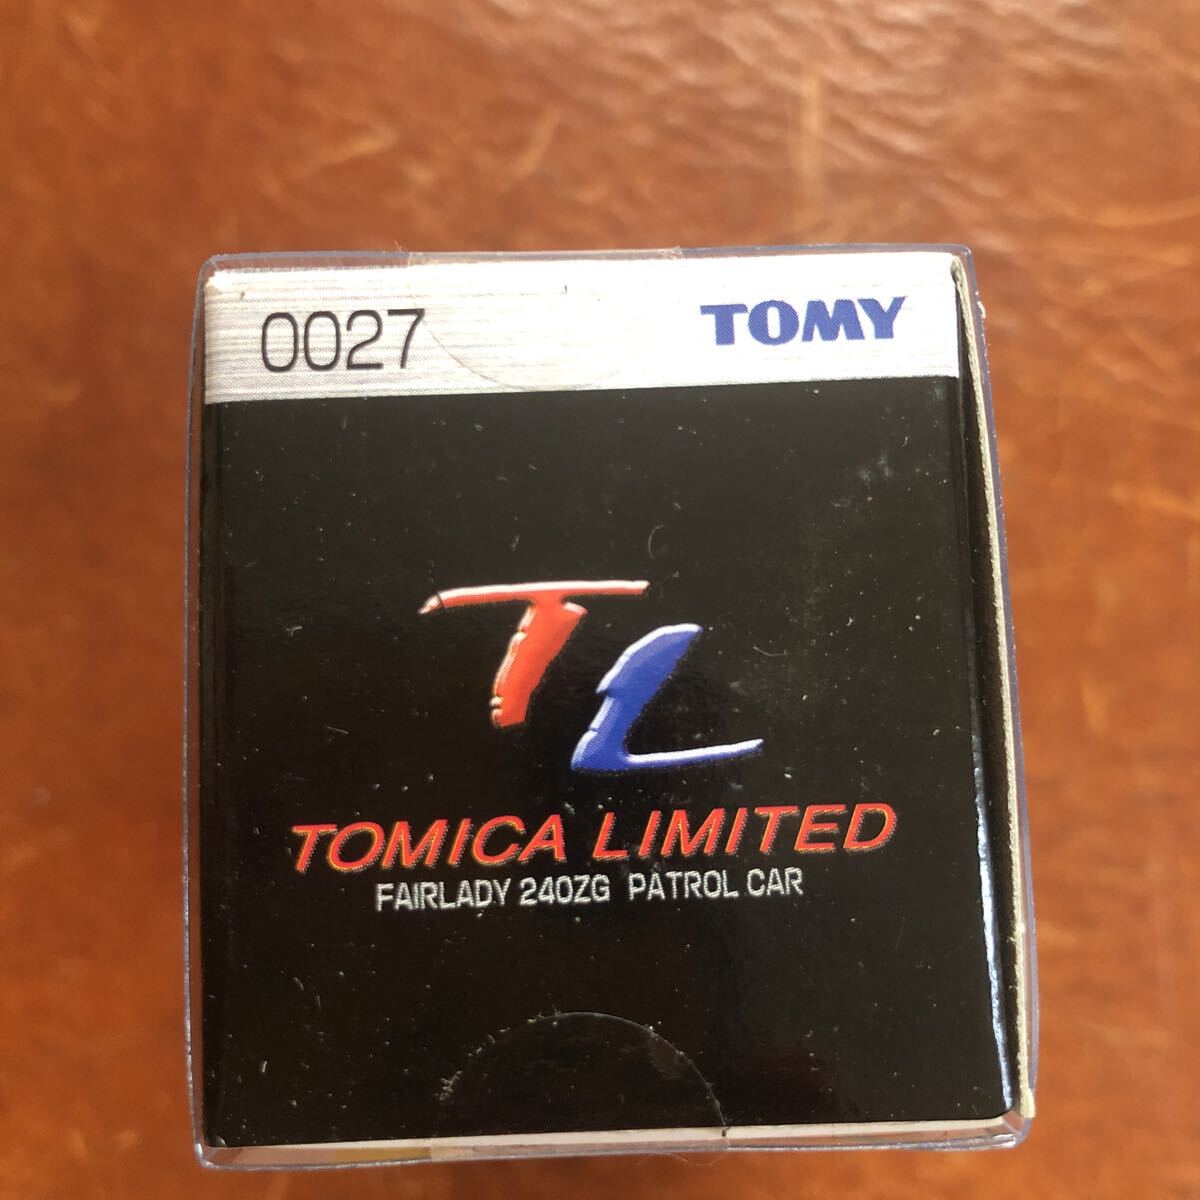 0027 TOMY
TL
TOMICA LIMITED
FAIRLADY 240ZG PATROL CAR